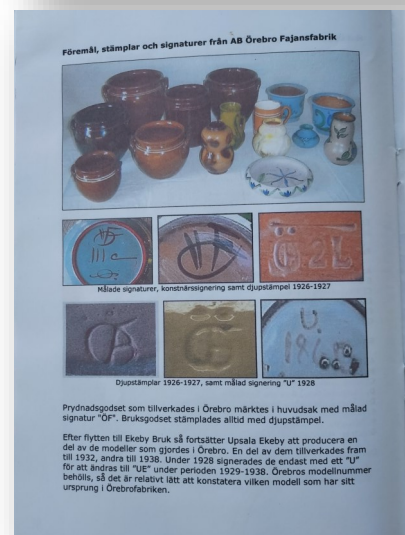 Föremål, stämplar och signaturer från AB Örebro Fajansfabrik
IIIc
2L
Målade signaturer, konstnärssignering samt djupstämpel 1926-1927
U.
Djupstämplar 1926-1927, samt målad signering "U" 1928
Prydnadsgodset som tillverkades i Örebro märktes i huvudsak med målad
signatur "ÖF". Bruksgodset stämplades alltid med djupstämpel.
Efter flytten till Ekeby Bruk så fortsätter Upsala Ekeby att producera en
del av de modeller som gjordes i Örebro. En del av dem tillverkades fram
till 1932, andra till 1938. Under 1928 signerades de endast med ett "U"
för att ändras till "UE" under perioden 1929-1938. Örebros modellnummer
behölls, så det är relativt lätt att konstatera vilken modell som har sitt
ursprung i Örebrofabriken.